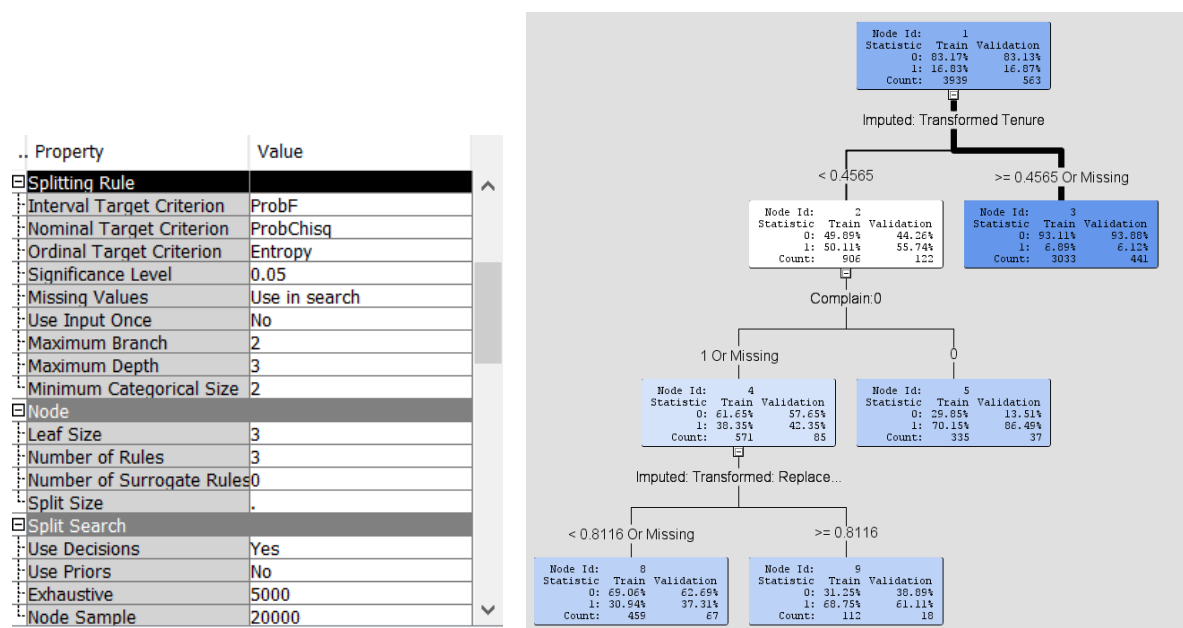 .. Property Value
Splitting Rule
Interval Target Criterion ProbF
Nominal Target Criterion ProbChisq
Ordinal Target Criterion Entropy
Significance Level 0.05
Missing Values Use in search
Use Input Once No
Maximum Branch 2
Maximum Depth 3
Minimum Categorical Size 2
Node
Leaf Size 3
Number of Rules 3
Number of Surrogate Rules 0
Split Size .
Split Search
Use Decisions Yes
Use Priors No
Exhaustive 5000
Node Sample 20000
Node Id: 1
Statistic Train Validation
0: 83.17% 83.13%
1: 16.83% 16.87%
Count: 3939 563
Imputed: Transformed Tenure
< 0.4565 >= 0.4565 Or Missing
Node Id: 2
Statistic Train Validation
0: 49.89% 44.26%
1: 50.11% 55.74%
Count: 906 122
Node Id: 3
Statistic Train Validation
0: 93.11% 93.88%
1: 6.89% 6.12%
Count: 3033 441
Complain:0
1 Or Missing 0
Node Id: 4
Statistic Train Validation
0: 61.65% 57.65%
1: 38.35% 42.35%
Count: 571 85
Node Id: 5
Statistic Train Validation
0: 29.85% 13.51%
1: 70.15% 86.49%
Count: 335 37
Imputed: Transformed: Replace...
< 0.8116 Or Missing >= 0.8116
Node Id: 8
Statistic Train Validation
0: 69.06% 62.69%
1: 30.94% 37.31%
Count: 459 67
Node Id: 9
Statistic Train Validation
0: 31.25% 38.89%
1: 68.75% 61.11%
Count: 112 18